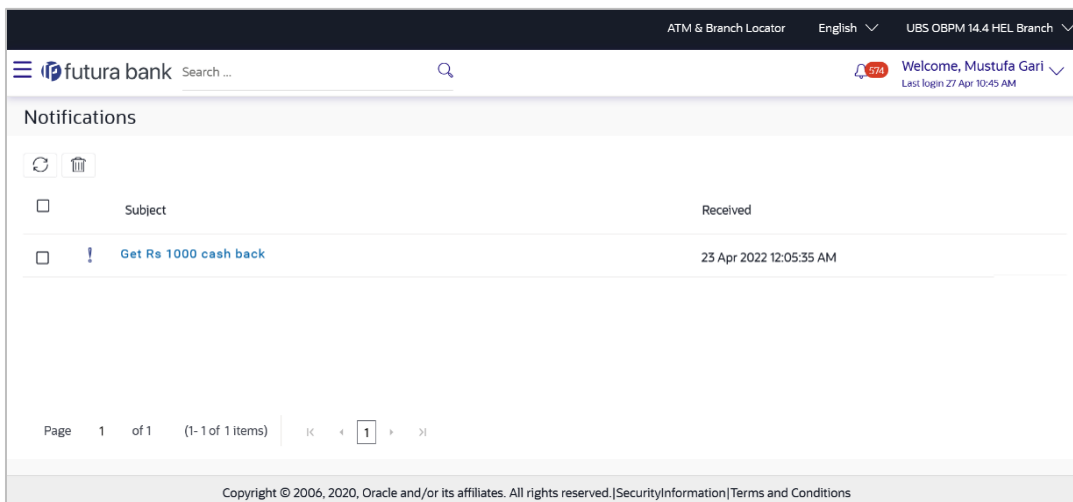 ATM & Branch Locator English UBS OBPM 14.4 HEL Branch
futura bank Search ... 574 Welcome, Mustufa Gari
Last login 27 Apr 10:45 AM
Notifications
Subject Received
! Get Rs 1000 cash back 23 Apr 2022 12:05:35 AM
Page 1 of 1 (1- 1 of 1 items) 1
Copyright © 2006, 2020, Oracle and/or its affiliates. All rights reserved.|SecurityInformation|Terms and Conditions